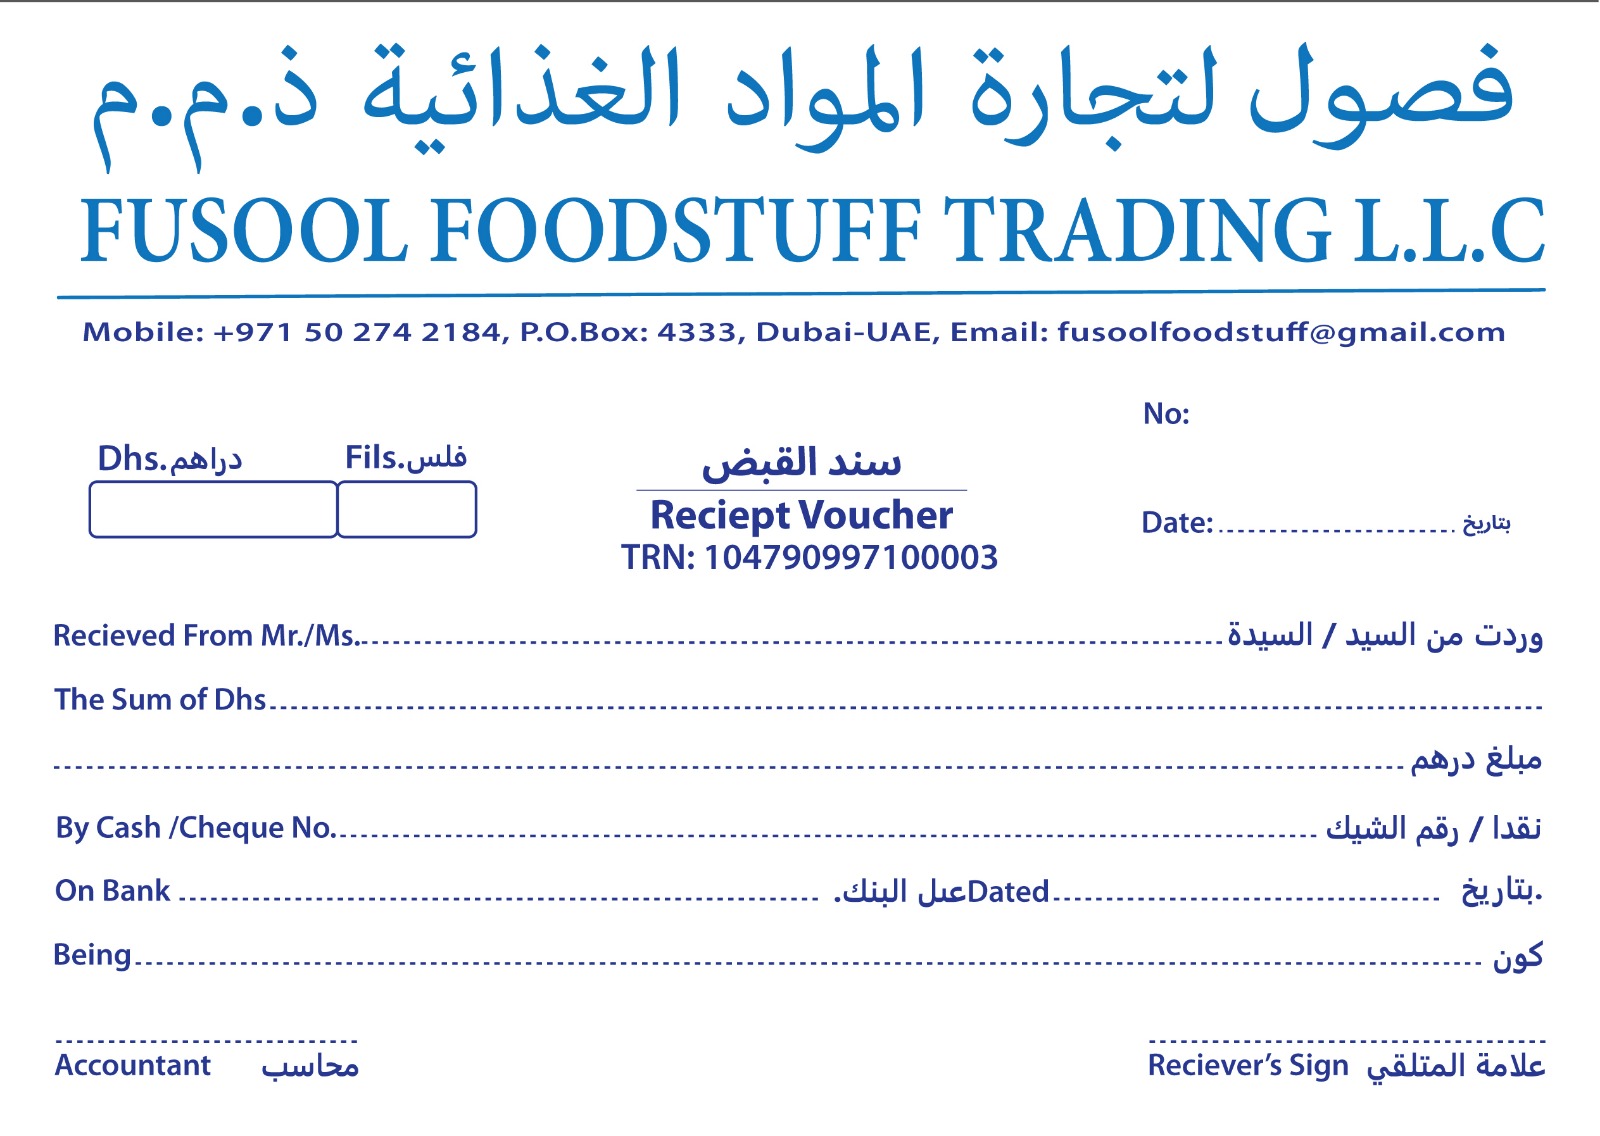 فصول لتجارة المواد الغذائية ذ.م.م
FUSOOL FOODSTUFF TRADING L.L.C
Mobile: +971 50 274 2184, P.O.Box: 4333, Dubai-UAE, Email: fusoolfoodstuff@gmail.com
No:
Dhs.دراهم Fils.فلس
سند القبض
Reciept Voucher
TRN: 104790997100003
Date: بتاريخ
Recieved From Mr./Ms. وردت من السيد / السيدة
The Sum of Dhs
مبلغ درهم
By Cash /Cheque No. نقدا / رقم الشيك
On Bank عىل البنك. Dated بتاريخ.
Being كون
Accountant محاسب
Reciever’s Sign علامة المتلقي